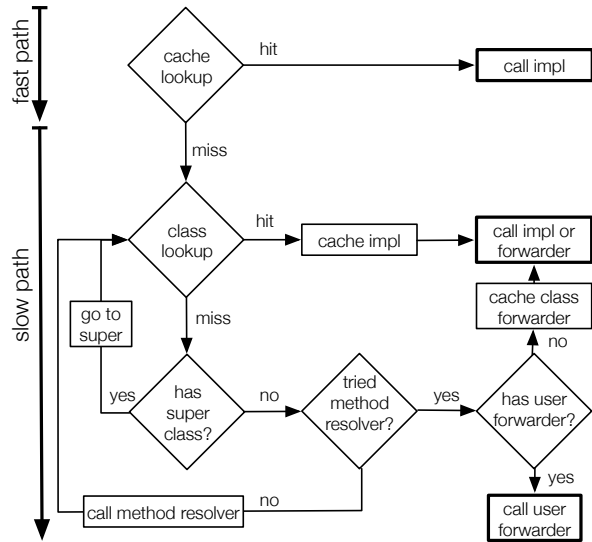 fast path
cache
lookup
hit
call impl
miss
slow path
class
lookup
hit
cache impl
call impl or
forwarder
go to
super
miss
cache class
forwarder
no
yes
has
super
class?
no
tried
method
resolver?
yes
has user
forwarder?
call method resolver
no
yes
call user
forwarder